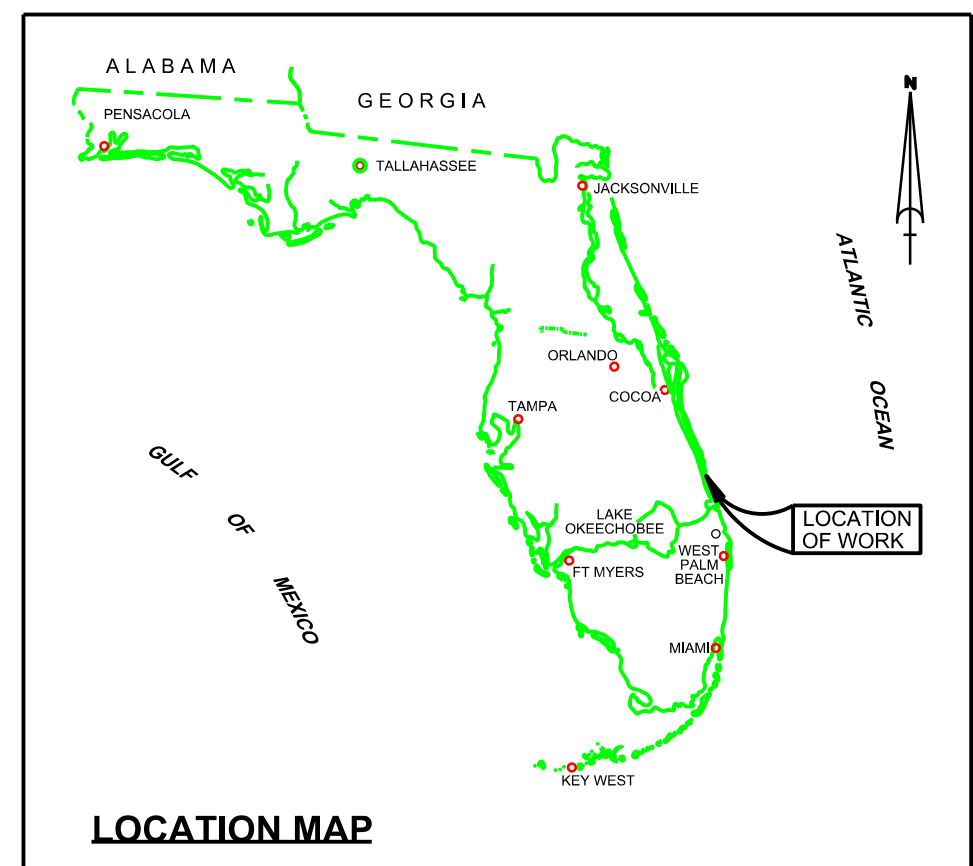 ALABAMA
GEORGIA
N
PENSACOLA
TALLAHASSEE
JACKSONVILLE
ATLANTIC
OCEAN
ORLANDO
COCOA
TAMPA
GULF
OF
MEXICO
LAKE
OKEECHOBEE
LOCATION
OF WORK
WEST
PALM
BEACH
FT MYERS
MIAMI
KEY WEST
LOCATION MAP